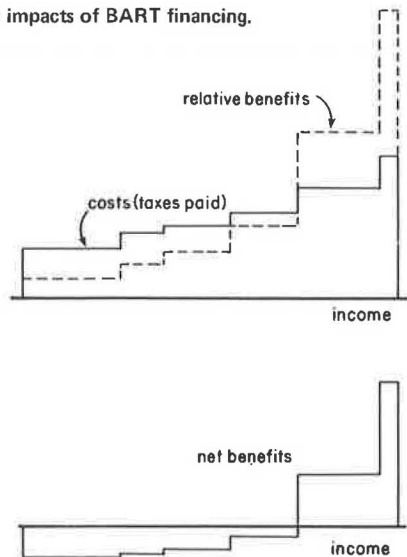 impacts of BART financing.
relative benefits
costs (taxes paid)
income
net benefits
income